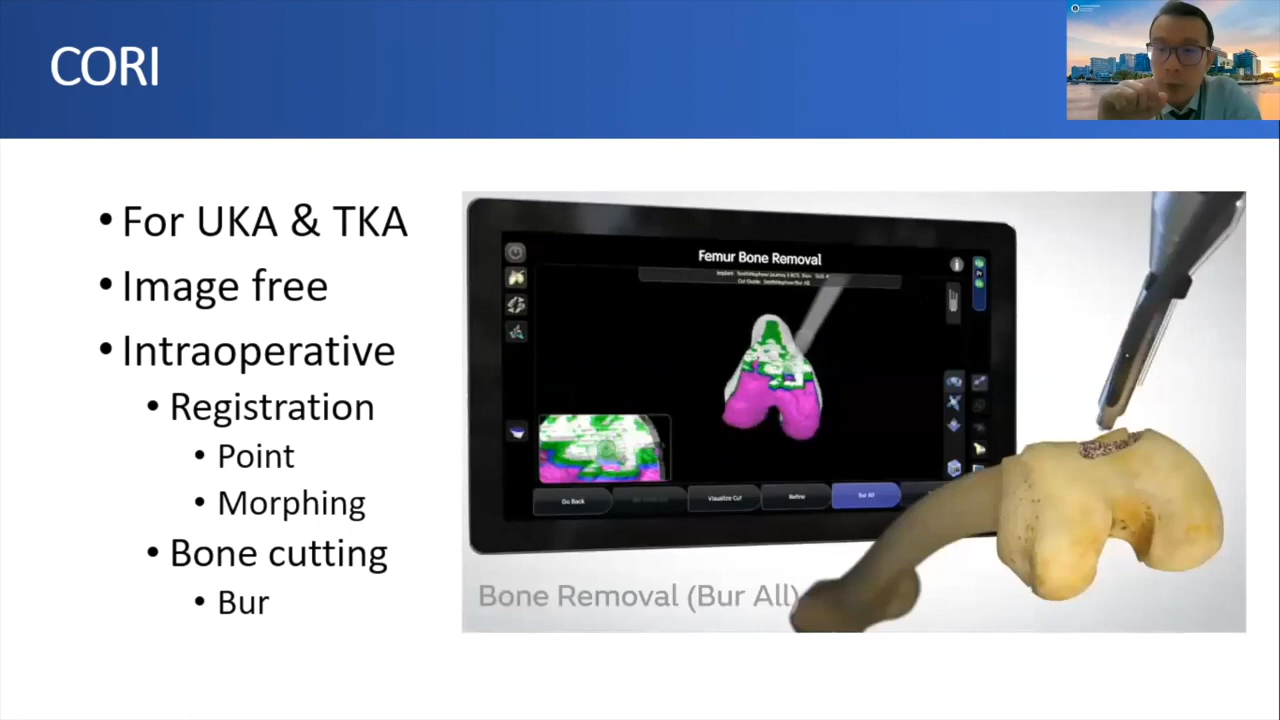 CORI
• For UKA & TKA
• Image free
• Intraoperative
• Registration
• Point
• Morphing
• Bone cutting
• Bur
Femur Bone Removal
Go Back
Visualize Cut
Refine
Bur All
Bone Removal (Bur All)